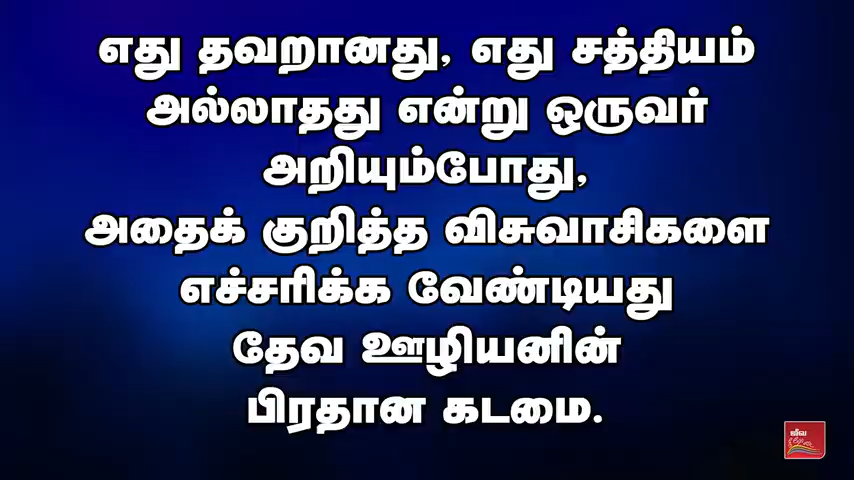 எது தவறானது, எது சத்தியம்
அல்லாதது என்று ஒருவர்
அறியும்போது,
அதைக் குறித்த விசுவாசிகளை
எச்சரிக்க வேண்டியது
தேவ ஊழியனின்
பிரதான கடமை.
ஜீவ